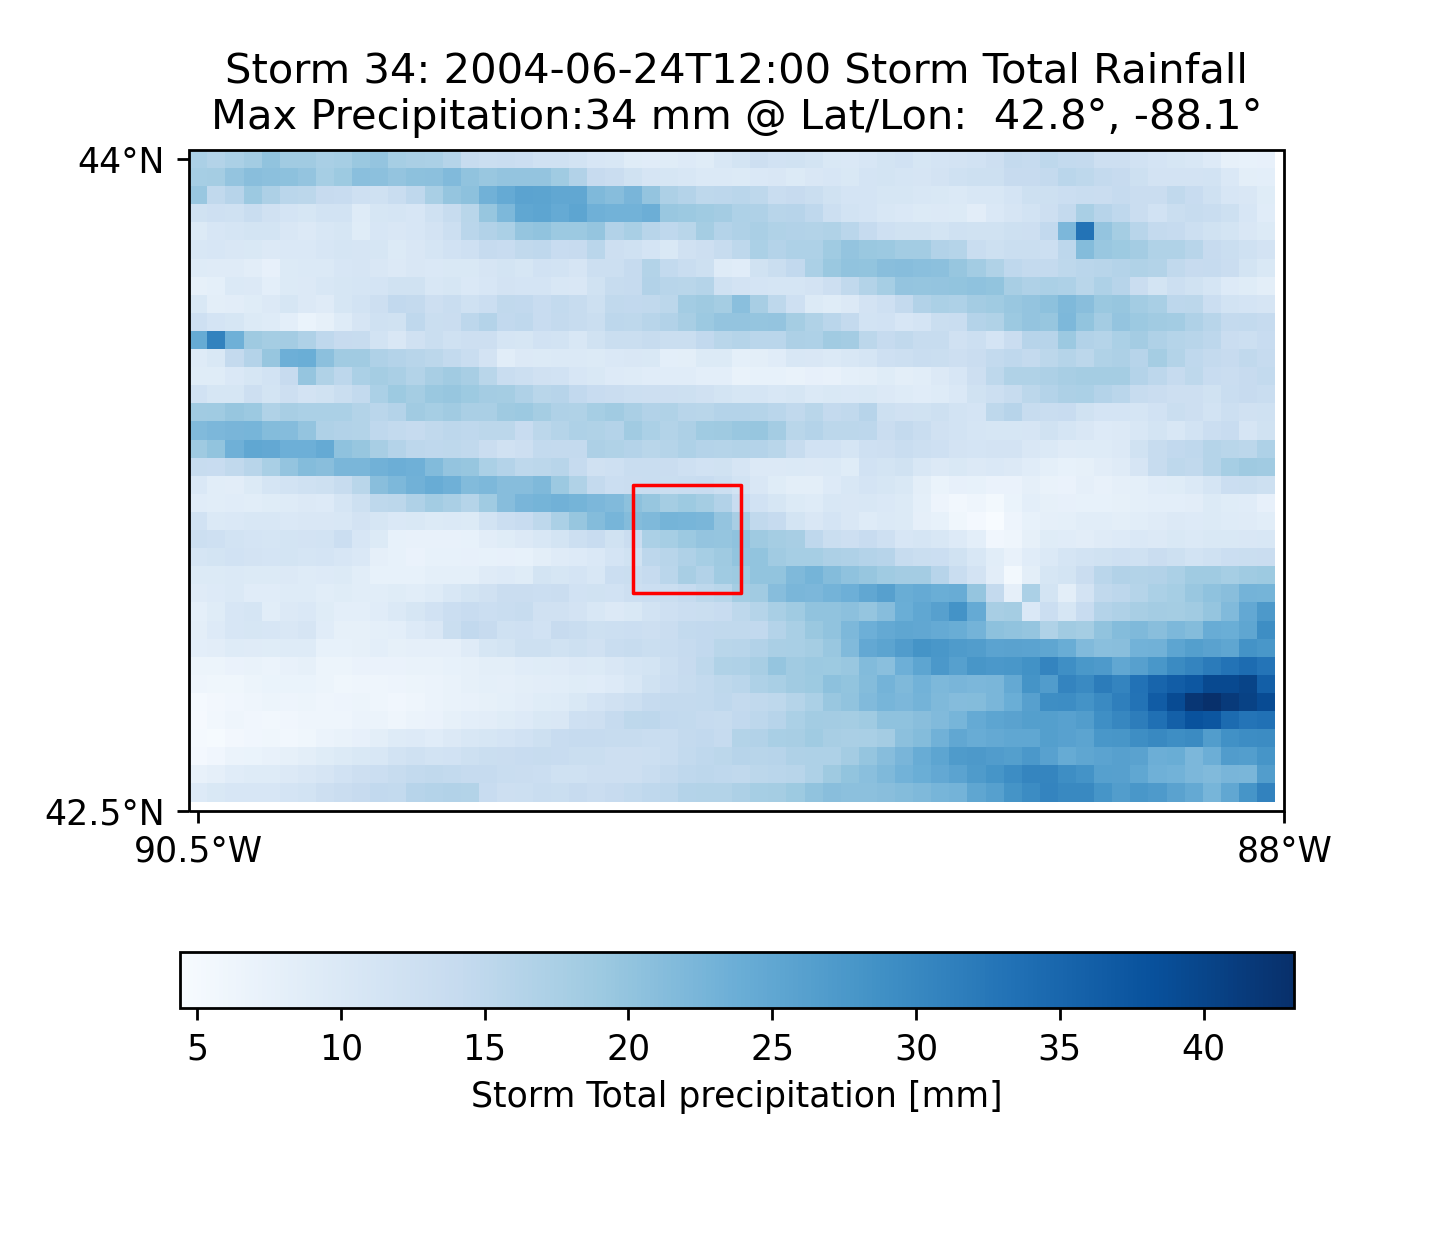 Storm 34: 2004-06-24T12:00 Storm Total Rainfall
Max Precipitation:34 mm @ Lat/Lon:  42.8°, -88.1°
44°N
42.5°N
90.5°W 88°W
5 10 15 20 25 30 35 40
Storm Total precipitation [mm]